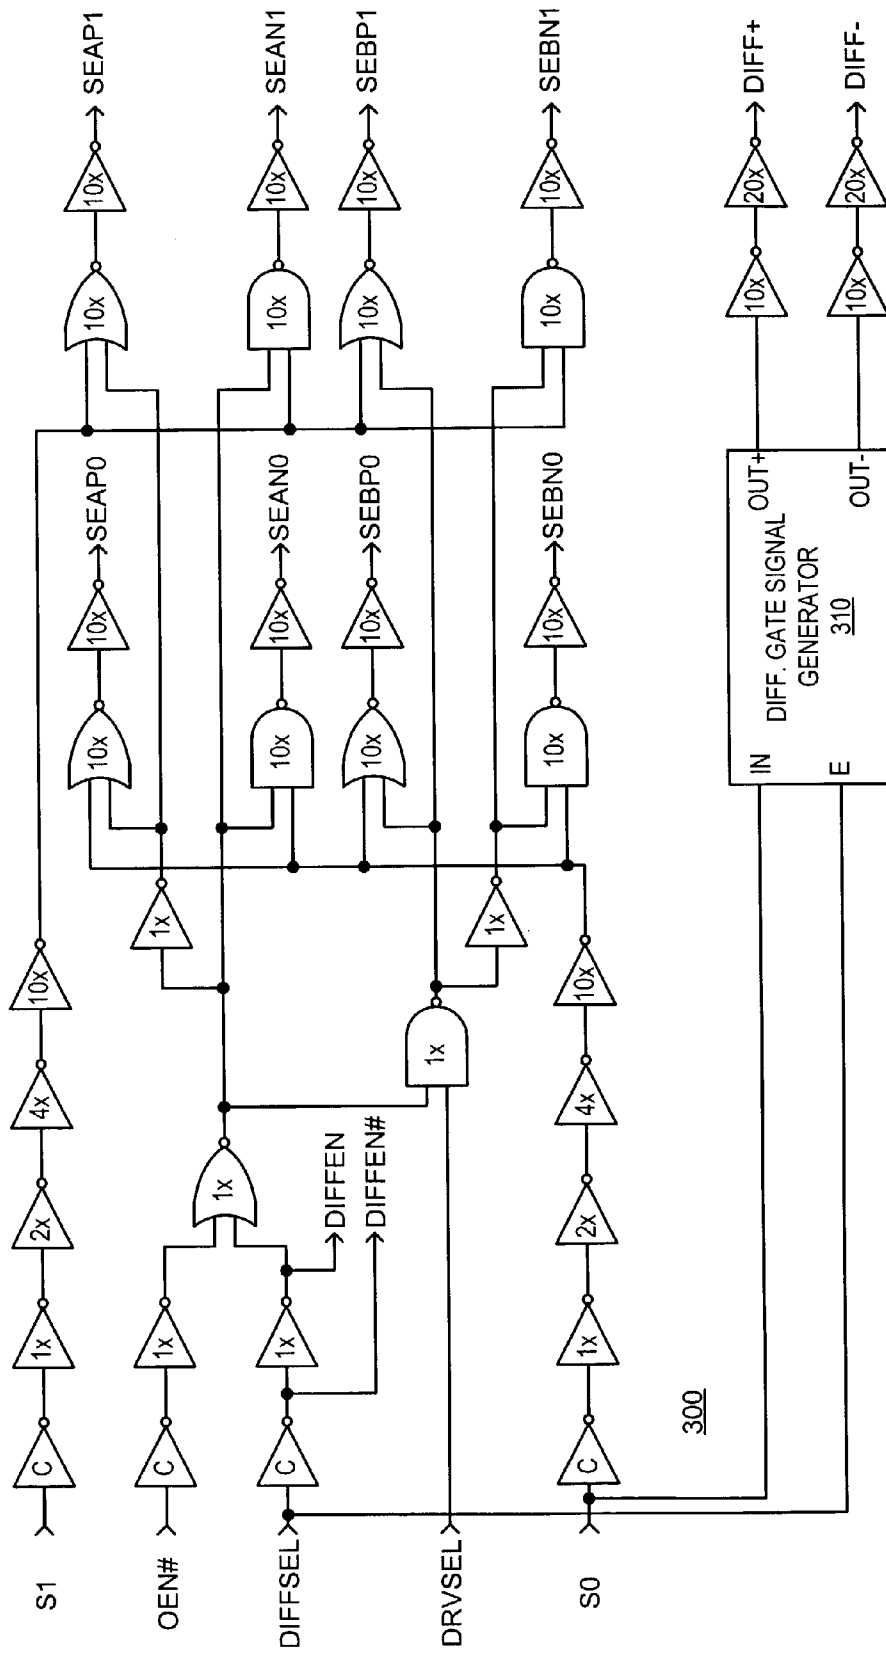 S1
C
1x
2x
4x
10x
OEN#
C
1x
DIFFSEL
C
1x
DIFFEN
DIFFEN#
1x
DRVSEL
1x
S0
C
1x
2x
4x
10x
1x
1x
10x
10x
SEAP0
10x
10x
SEAN0
10x
10x
SEBP0
10x
10x
SEBN0
10x
10x
SEAP1
10x
10x
SEAN1
10x
10x
SEBP1
10x
10x
SEBN1
300
IN
E
DIFF. GATE SIGNAL
GENERATOR
310
OUT+
OUT-
10x
20x
DIFF+
10x
20x
DIFF-